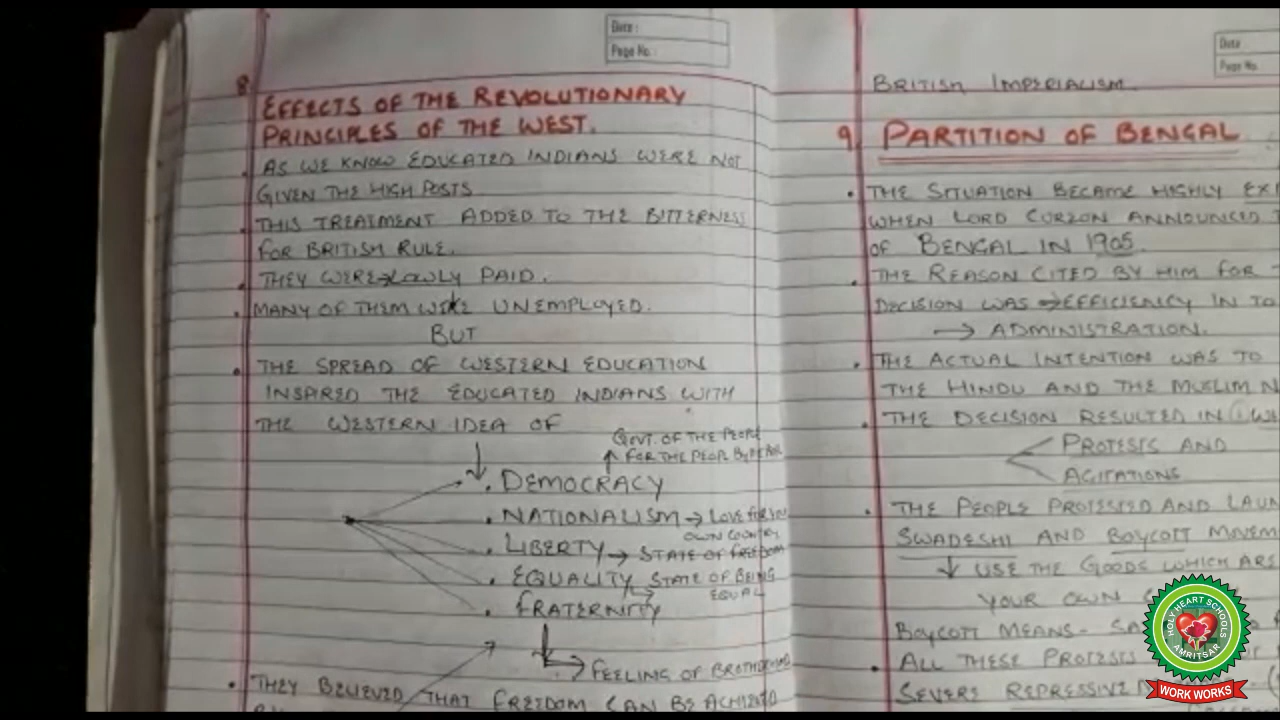 Date :
Page No. :
8.
EFFECTS OF THE REVOLUTIONARY
PRINCIPLES OF THE WEST.
. AS WE KNOW EDUCATED INDIANS WERE NOT
GIVEN THE HIGH POSTS
. THIS TREATMENT ADDED TO THE BITTERNESS
FOR BRITISH RULE.
. THEY WERE LOWLY PAID.
. MANY OF THEM WERE UNEMPLOYED.
BUT
. THE SPREAD OF WESTERN EDUCATION
INSPIRED THE EDUCATED INDIANS WITH
THE WESTERN IDEA OF
GOVT. OF THE PEOPLE
FOR THE PEOPL BY
. DEMOCRACY
. NATIONALISM → LOVE FOR
OWN COUNTRY
. LIBERTY → STATE OF FREEDOM
. EQUALITY → STATE OF BEING
EQUAL
. FRATERNITY
→ FEELING OF
. THEY BELIEVED THAT FREEDOM CAN BE
Date
Page No.
BRITISH IMPERIALISM.
9. PARTITION OF BENGAL
. THE SITUATION BECAME HIGHLY
WHEN LORD CURZON ANNOUNCED
OF BENGAL IN 1905.
. THE REASON CITED BY HIM FOR
DECISION WAS → EFFICIENCY IN
→ ADMINISTRATION.
. THE ACTUAL INTENTION WAS TO
THE HINDU AND THE MUSLIM
. THE DECISION RESULTED IN
PROTESTS AND
AGITATIONS
. THE PEOPLE PROTESTED AND
SWADESHI AND BOYCOTT
↓ USE THE GOODS WHICH ARE
YOUR OWN
BOYCOTT MEANS-
. ALL THESE PROTESTS
SEVERE REPRESSIVE
HOLY HEART SCHOOLS
AMRITSAR
WORK WORKS